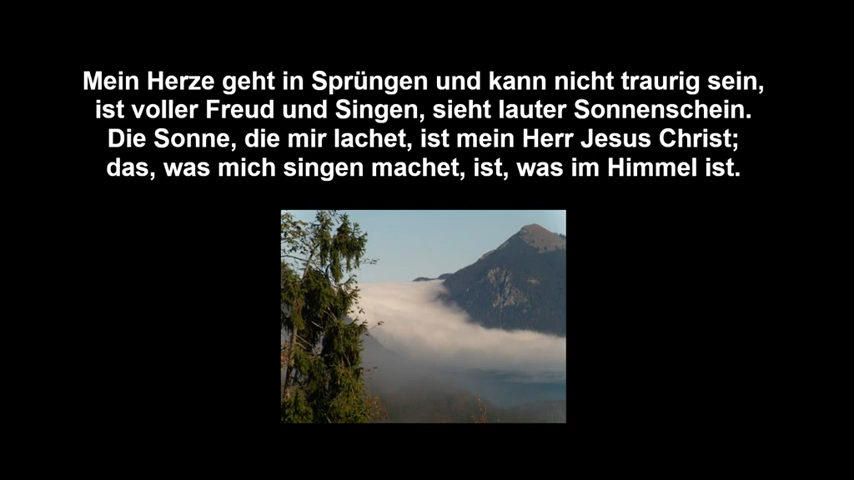 Mein Herze geht in Sprüngen und kann nicht traurig sein,
ist voller Freud und Singen, sieht lauter Sonnenschein.
Die Sonne, die mir lachet, ist mein Herr Jesus Christ;
das, was mich singen machet, ist, was im Himmel ist.